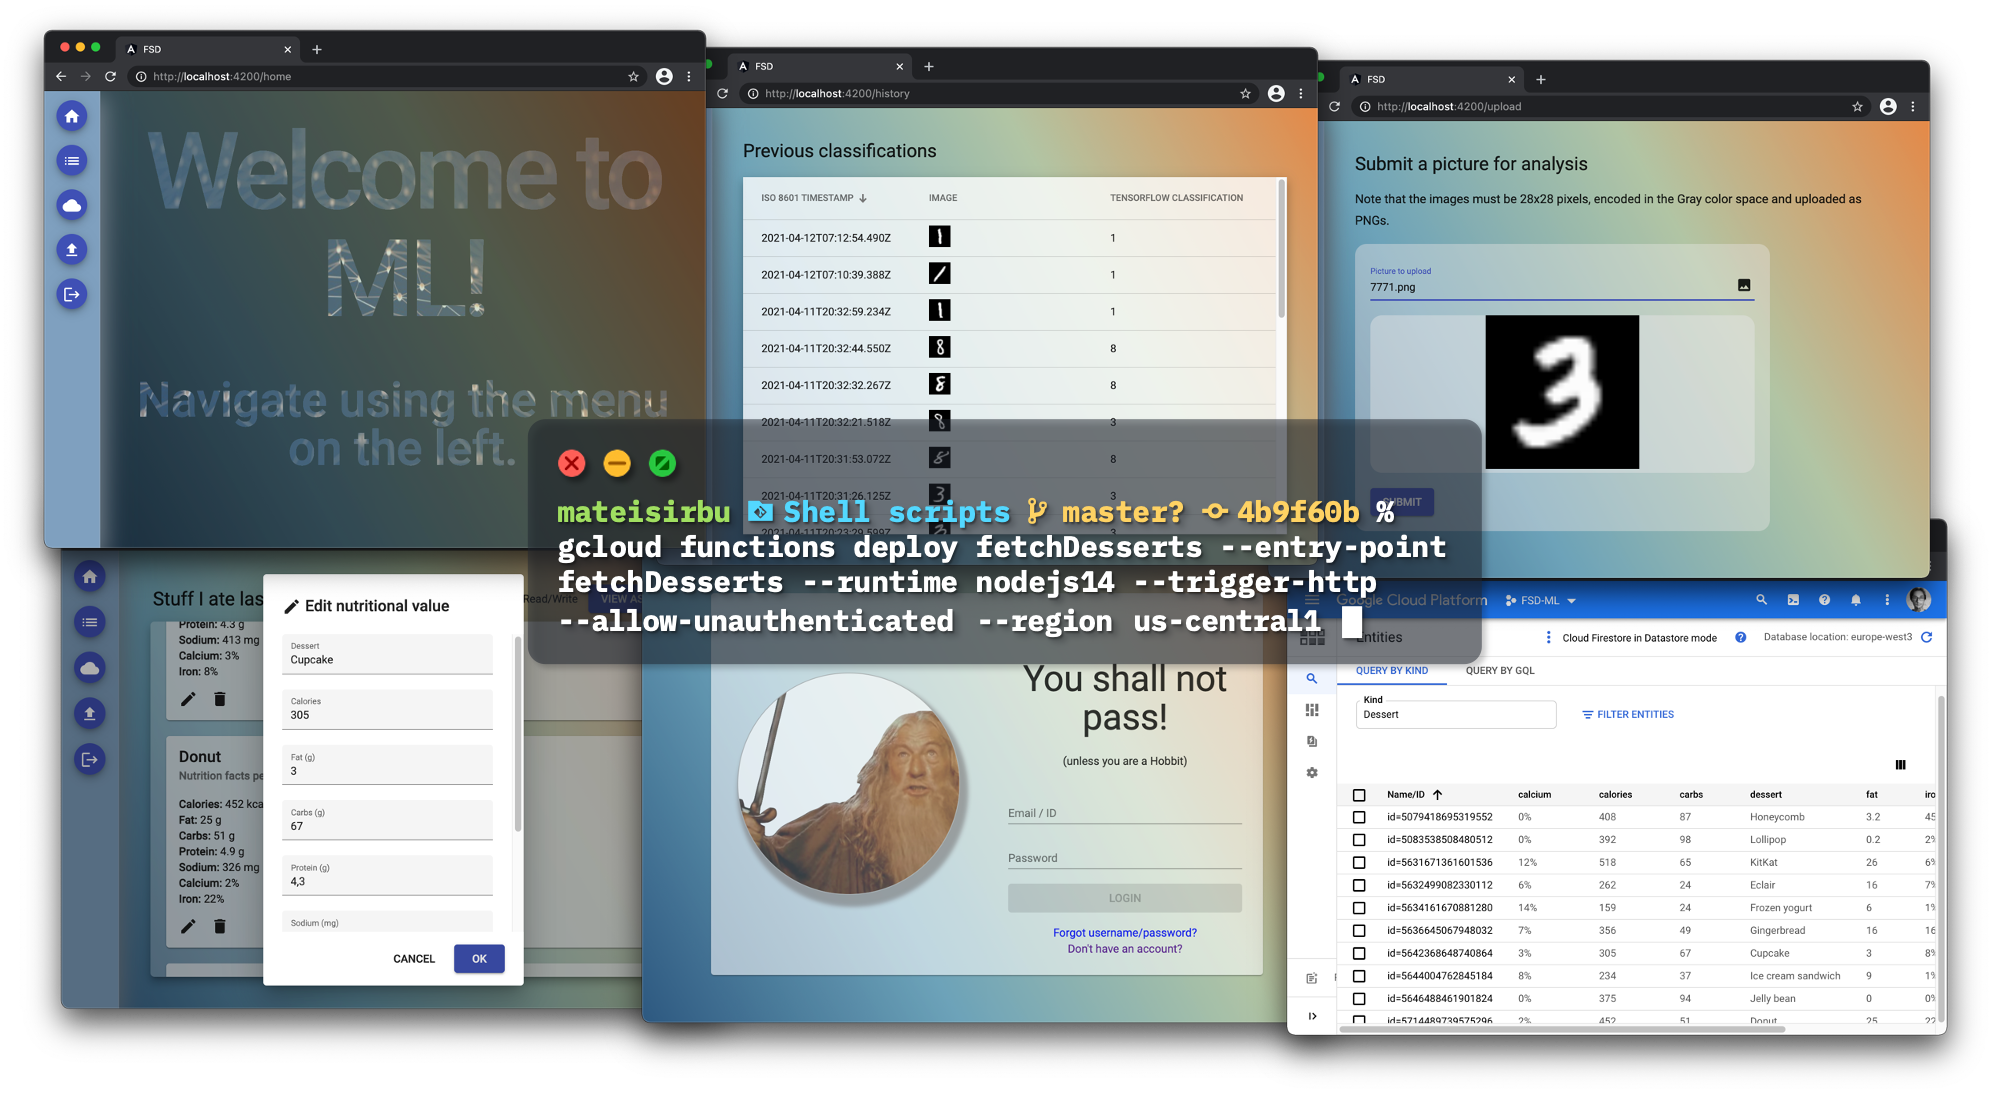 FSD
http://localhost:4200/home
Welcome to
ML!
Navigate using the menu
on the left.
FSD
http://localhost:4200/history
Previous classifications
ISO 8601 TIMESTAMP IMAGE TENSORFLOW CLASSIFICATION
2021-04-12T07:12:54.490Z 1
2021-04-12T07:10:39.388Z 1
2021-04-11T20:32:59.234Z 1
2021-04-11T20:32:44.550Z 8
2021-04-11T20:32:32.267Z 8
2021-04-11T20:32:21.518Z 3
2021-04-11T20:31:53.072Z 8
2021-04-11T20:31:26.125Z 3
FSD
http://localhost:4200/upload
Submit a picture for analysis
Note that the images must be 28x28 pixels, encoded in the Gray color space and uploaded as
PNGs.
Picture to upload
7771.png
3
SUBMIT
mateisirbu Shell scripts master? 4b9f60b %
gcloud functions deploy fetchDesserts --entry-point
fetchDesserts --runtime nodejs14 --trigger-http
--allow-unauthenticated --region us-central1
Stuff I ate las
Read/Write VIEW AS
Protein: 4.3 g
Sodium: 413 mg
Calcium: 3%
Iron: 8%
Donut
Nutrition facts pe
Calories: 452 kca
Fat: 25 g
Carbs: 51 g
Protein: 4.9 g
Sodium: 326 mg
Calcium: 2%
Iron: 22%
Edit nutritional value
Dessert
Cupcake
Calories
305
Fat (g)
3
Carbs (g)
67
Protein (g)
4,3
Sodium (mg)
CANCEL OK
You shall not
pass!
(unless you are a Hobbit)
Email / ID
Password
LOGIN
Forgot username/password?
Don't have an account?
Google Cloud Platform FSD-ML
Entities Cloud Firestore in Datastore mode Database location: europe-west3
QUERY BY KIND QUERY BY GQL
Kind
Dessert FILTER ENTITIES
Name/ID calcium calories carbs dessert fat iro
id=5079418695319552 0% 408 87 Honeycomb 3.2 45
id=5083538508480512 0% 392 98 Lollipop 0.2 2%
id=5631671361601536 12% 518 65 KitKat 26 6%
id=5632499082330112 6% 262 24 Eclair 16 7%
id=5634161670881280 14% 159 24 Frozen yogurt 6 1%
id=5636645067948032 7% 356 49 Gingerbread 16 16
id=5642368648740864 3% 305 67 Cupcake 3 8%
id=5644004762845184 8% 234 37 Ice cream sandwich 9 1%
id=5646488461901824 0% 375 94 Jelly bean 0 0%
id=5714489739575296 2% 452 51 Donut 25 22